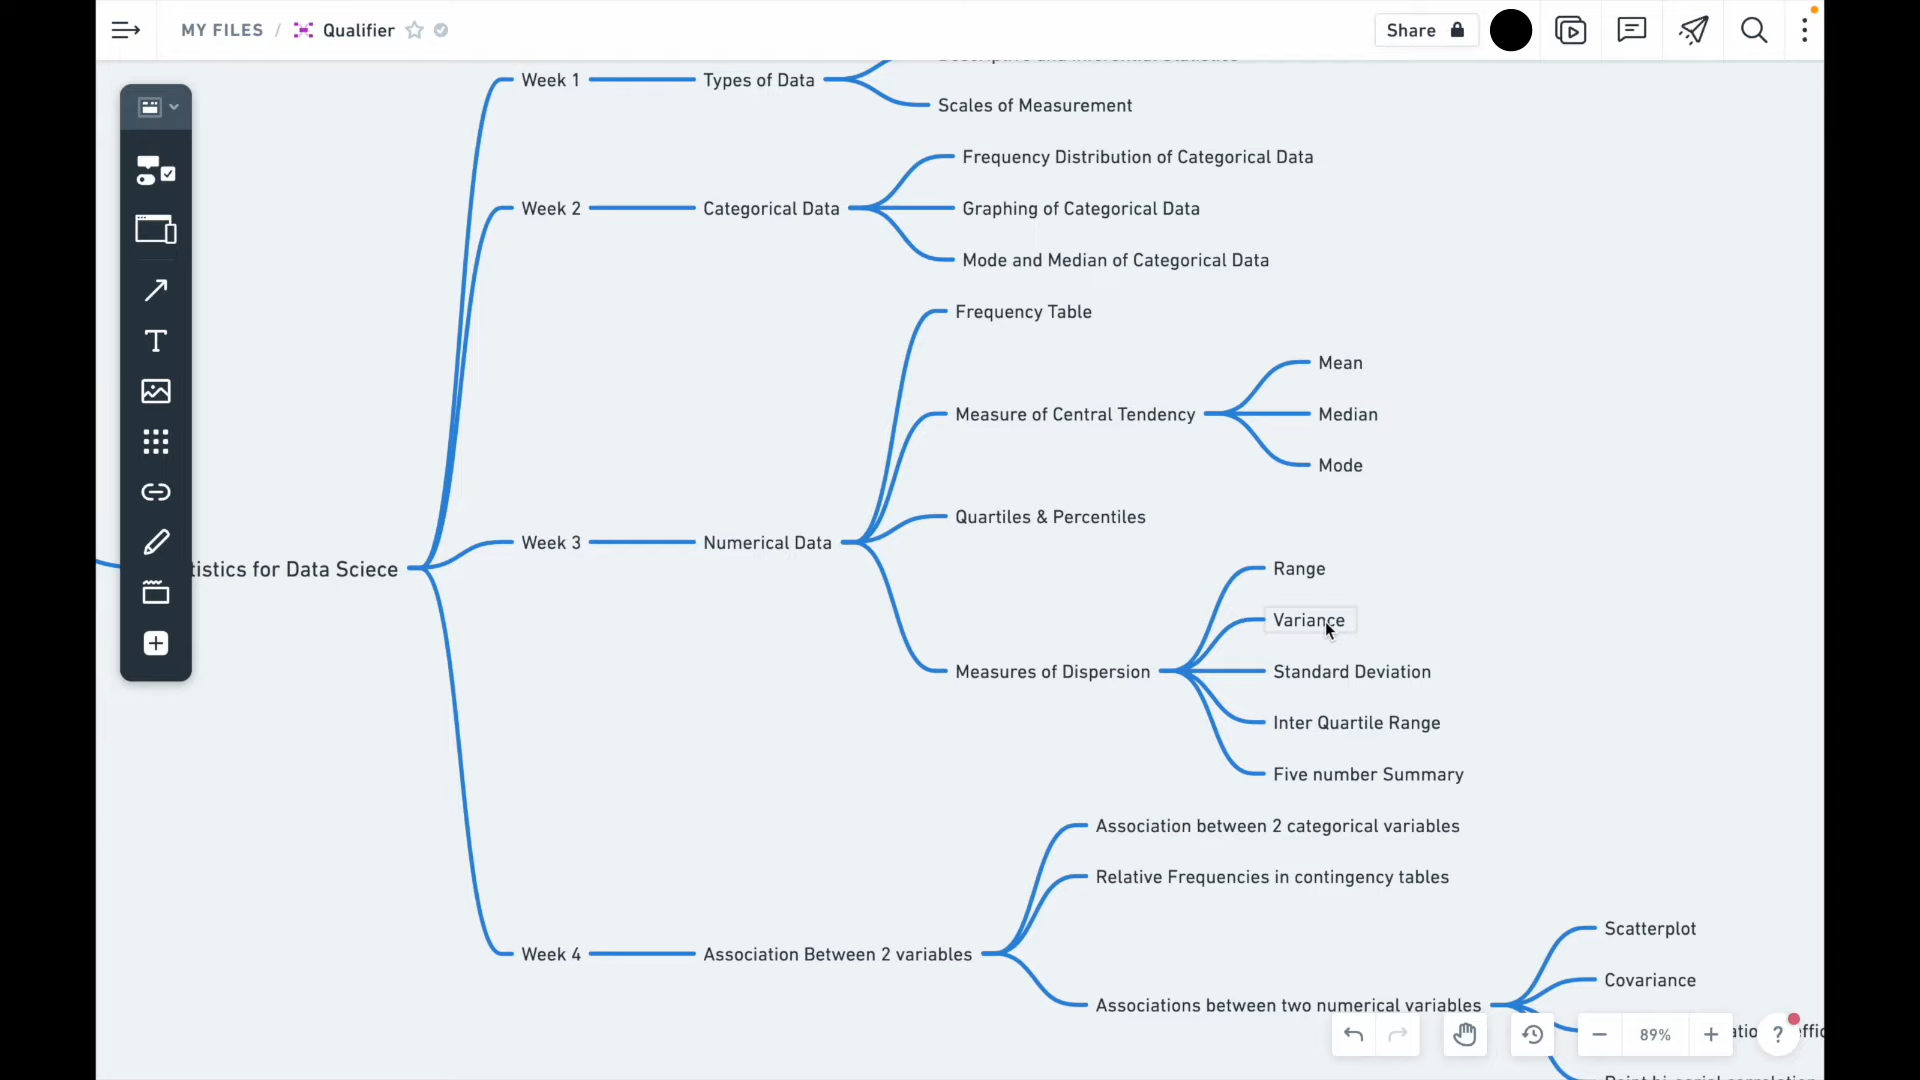 MY FILES / Qualifier
Share
Week 1
Types of Data
Scales of Measurement
Frequency Distribution of Categorical Data
Week 2
Categorical Data
Graphing of Categorical Data
Mode and Median of Categorical Data
Frequency Table
Mean
Measure of Central Tendency
Median
Mode
Quartiles & Percentiles
Week 3
Numerical Data
tistics for Data Sciece
Range
Variance
Measures of Dispersion
Standard Deviation
Inter Quartile Range
Five number Summary
Association between 2 categorical variables
Relative Frequencies in contingency tables
Scatterplot
Week 4
Association Between 2 variables
Covariance
Associations between two numerical variables
89%
?